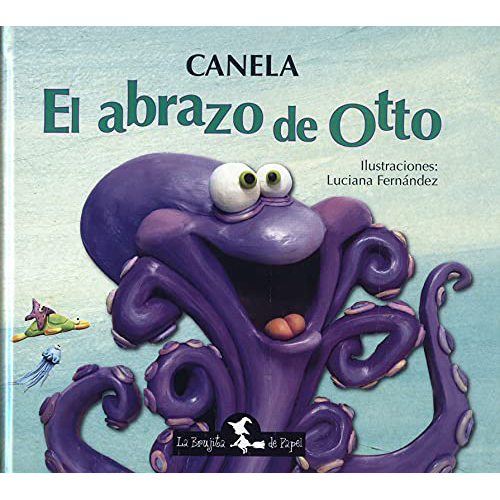 CANELA
El abrazo de Otto
Ilustraciones:
Luciana Fernández
La Brujita de Papel